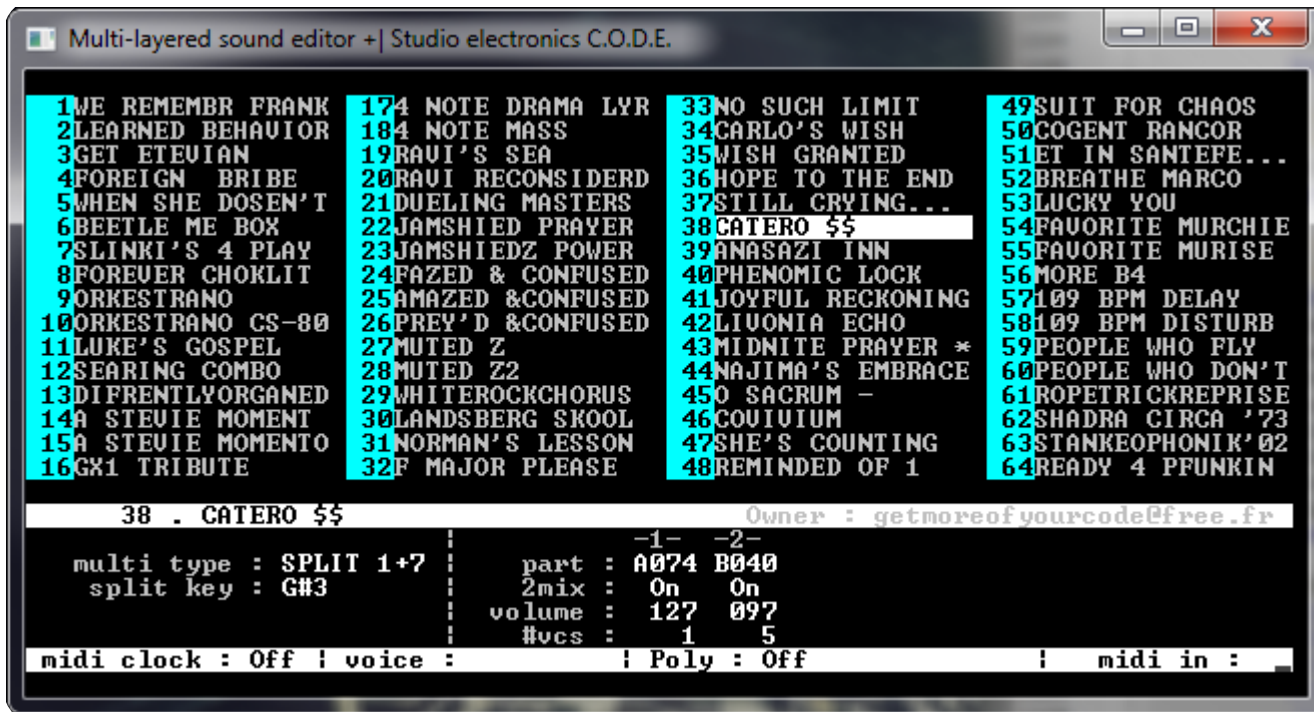 Multi-layered sound editor +| Studio electronics C.O.D.E.
1WE REMEMBR FRANK 174 NOTE DRAMA LYR 33NO SUCH LIMIT 49SUIT FOR CHAOS
2LEARNED BEHAVIOR 184 NOTE MASS 34CARLO'S WISH 50COGENT RANCOR
3GET ETEVIAN 19RAVI'S SEA 35WISH GRANTED 51ET IN SANTEFE...
4FOREIGN  BRIBE 20RAVI RECONSIDERD 36HOPE TO THE END 52BREATHE MARCO
5WHEN SHE DOSEN'T 21DUELING MASTERS 37STILL CRYING... 53LUCKY YOU
6BEETLE ME BOX 22JAMSHIED PRAYER 38CATERO $$ 54FAVORITE MURCHIE
7SLINKI'S 4 PLAY 23JAMSHIEDZ POWER 39ANASAZI INN 55FAVORITE MURISE
8FOREVER CHOKLIT 24FAZED & CONFUSED 40PHENOMIC LOCK 56MORE B4
9ORKESTRANO 25AMAZED &CONFUSED 41JOYFUL RECKONING 57109 BPM DELAY
10ORKESTRANO CS-80 26PREY'D &CONFUSED 42LIVONIA ECHO 58109 BPM DISTURB
11LUKE'S GOSPEL 27MUTED Z 43MIDNITE PRAYER * 59PEOPLE WHO FLY
12SEARING COMBO 28MUTED Z2 44NAJIMA'S EMBRACE 60PEOPLE WHO DON'T
13DIFRENTLYORGANED 29WHITEROCKCHORUS 45O SACRUM - 61ROPETRICKREPRISE
14A STEVIE MOMENT 30LANDSBERG SKOOL 46COVIVIUM 62SHADRA CIRCA '73
15A STEVIE MOMENTO 31NORMAN'S LESSON 47SHE'S COUNTING 63STANKEOPHONIK'02
16GX1 TRIBUTE 32F MAJOR PLEASE 48REMINDED OF 1 64READY 4 PFUNKIN
38 . CATERO $$ Owner : getmoreofyourcode@free.fr
-1- -2-
multi type : SPLIT 1+7 ¦ part : A074 B040
split key : G#3 ¦ 2mix : On On
¦ volume : 127 097
¦ #vcs : 1 5
midi clock : Off ¦ voice : ¦ Poly : Off ¦ midi in : _